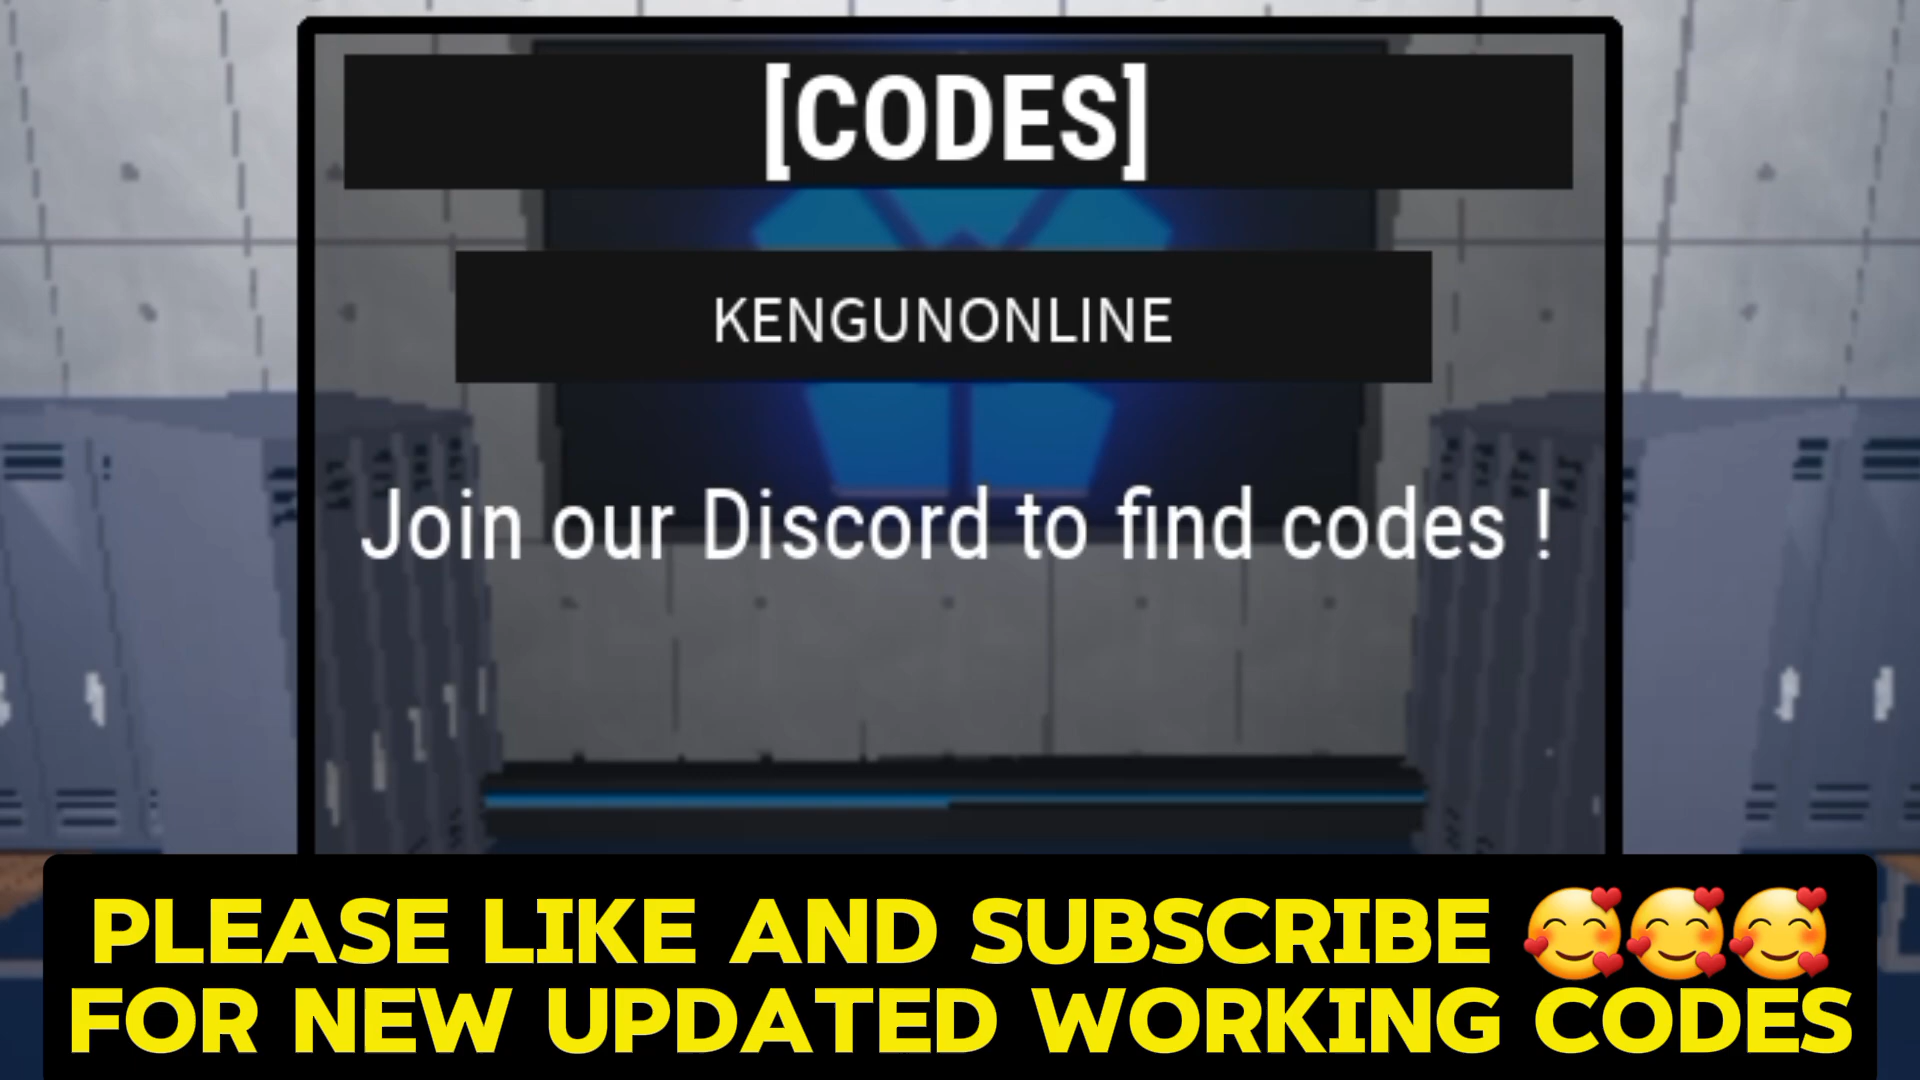 [CODES]
KENGUNONLINE
Join our Discord to find codes !
PLEASE LIKE AND SUBSCRIBE 🥰🥰🥰
FOR NEW UPDATED WORKING CODES